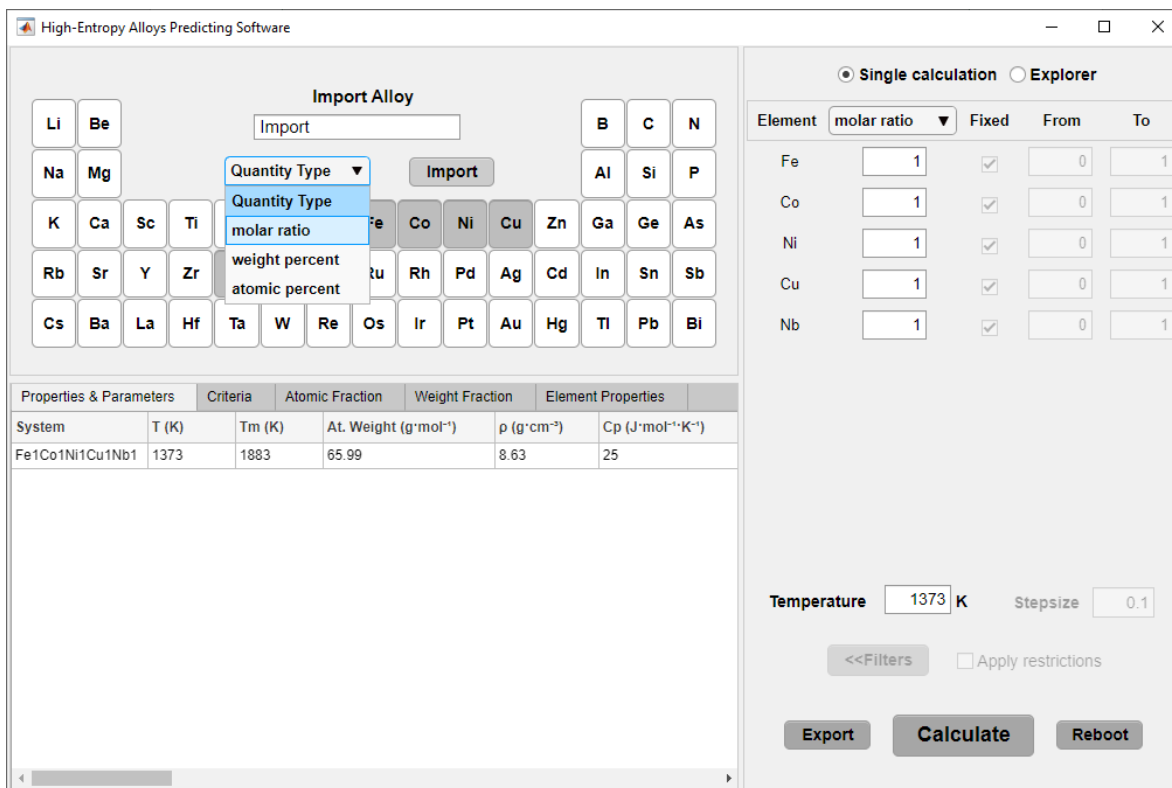 High-Entropy Alloys Predicting Software
Import Alloy
Import
Quantity Type ▼
Import
Quantity Type
molar ratio
weight percent
atomic percent
Li Be B C N
Na Mg Al Si P
K Ca Sc Ti Co Ni Cu Zn Ga Ge As
Rb Sr Y Zr Rh Pd Ag Cd In Sn Sb
Cs Ba La Hf Ta W Re Os Ir Pt Au Hg Tl Pb Bi
Properties & Parameters Criteria Atomic Fraction Weight Fraction Element Properties
System T (K) Tm (K) At. Weight (g·mol⁻¹) ρ (g·cm⁻³) Cp (J·mol⁻¹·K⁻¹)
Fe1Co1Ni1Cu1Nb1 1373 1883 65.99 8.63 25
Single calculation Explorer
Element molar ratio ▼ Fixed From To
Fe 1 0 1
Co 1 0 1
Ni 1 0 1
Cu 1 0 1
Nb 1 0 1
Temperature 1373 K Stepsize 0.1
<<Filters Apply restrictions
Export Calculate Reboot